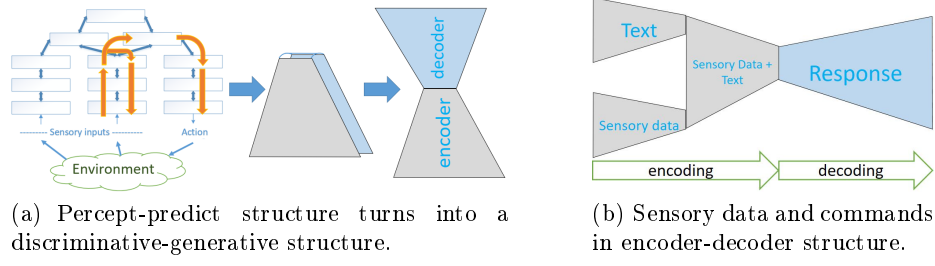 Sensory inputs
Action
Environment
decoder
encoder
(a) Percept-predict structure turns into a
discriminative-generative structure.
Text
Sensory data
Sensory Data +
Text
Response
encoding
decoding
(b) Sensory data and commands
in encoder-decoder structure.